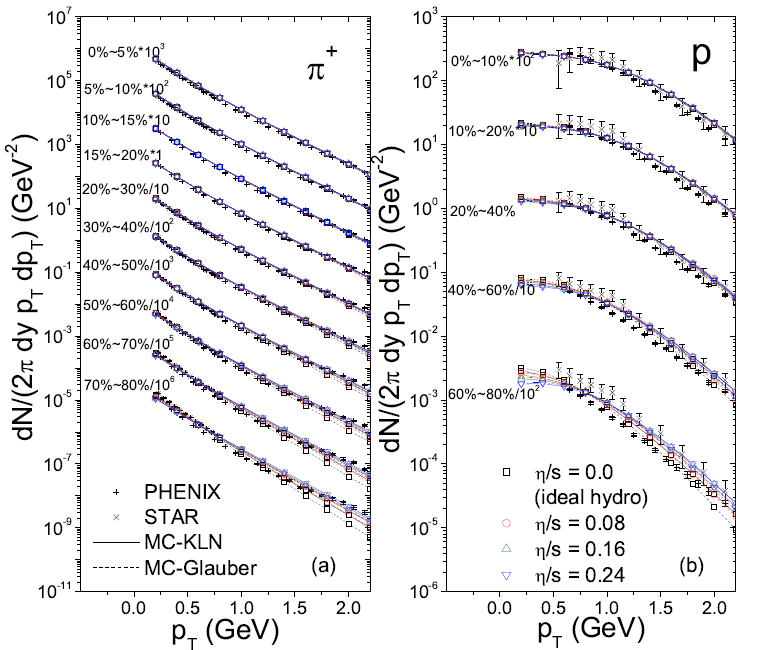 dN/(2π dy p_T dp_T) (GeV^-2)
10^7
10^5
10^3
10^1
10^-1
10^-3
10^-5
10^-7
10^-9
10^-11
π^+
0%~5%*10^3
5%~10%*10^2
10%~15%*10
15%~20%*1
20%~30%/10
30%~40%/10^2
40%~50%/10^3
50%~60%/10^4
60%~70%/10^5
70%~80%/10^6
PHENIX
STAR
MC-KLN
MC-Glauber
(a)
0.0 0.5 1.0 1.5 2.0
p_T (GeV)
dN/(2π dy p_T dp_T) (GeV^-2)
10^3
10^2
10^1
10^0
10^-1
10^-2
10^-3
10^-4
10^-5
10^-6
p
0%~10%*10^2
10%~20%*10
20%~40%
40%~60%/10
60%~80%/10^2
η/s = 0.0
(ideal hydro)
η/s = 0.08
η/s = 0.16
η/s = 0.24
(b)
0.0 0.5 1.0 1.5 2.0
p_T (GeV)